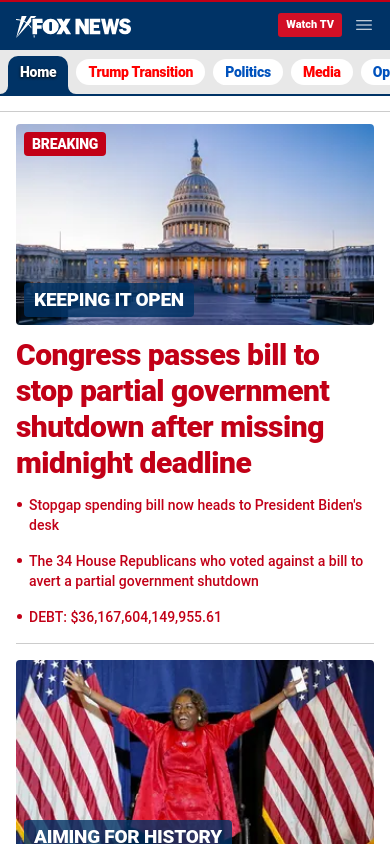 FOX NEWS
Watch TV
Home
Trump Transition
Politics
Media
Op
BREAKING
KEEPING IT OPEN
Congress passes bill to
stop partial government
shutdown after missing
midnight deadline
• Stopgap spending bill now heads to President Biden's
desk
• The 34 House Republicans who voted against a bill to
avert a partial government shutdown
• DEBT: $36,167,604,149,955.61
AIMING FOR HISTORY